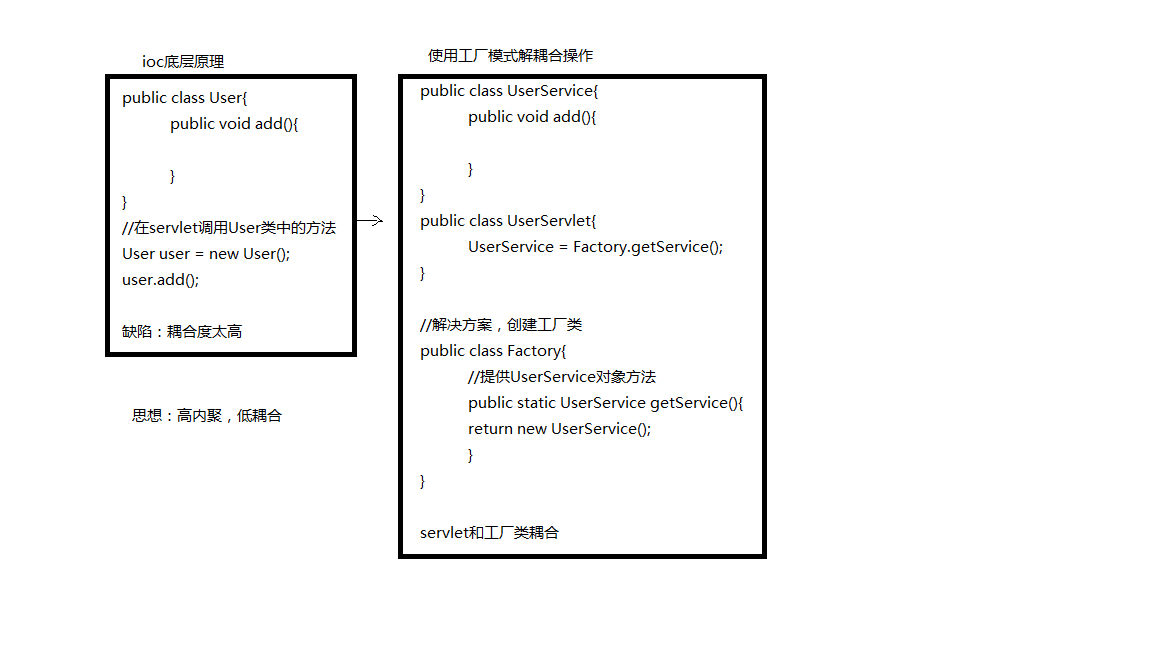 ioc底层原理
public class User{
public void add(){
}
}
//在servlet调用User类中的方法
User user = new User();
user.add();
缺陷：耦合度太高
思想：高内聚，低耦合
使用工厂模式解耦合操作
public class UserService{
public void add(){
}
}
public class UserServlet{
UserService = Factory.getService();
}
//解决方案，创建工厂类
public class Factory{
//提供UserService对象方法
public static UserService getService(){
return new UserService();
}
}
servlet和工厂类耦合